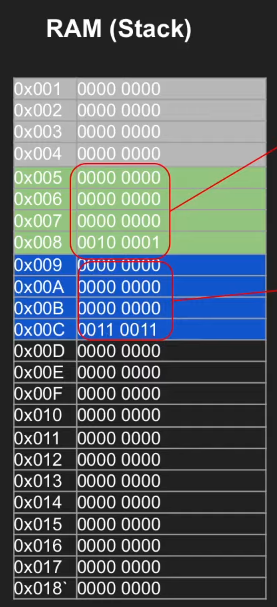 RAM (Stack)
0x001 0000 0000
0x002 0000 0000
0x003 0000 0000
0x004 0000 0000
0x005 0000 0000
0x006 0000 0000
0x007 0000 0000
0x008 0010 0001
0x009 0000 0000
0x00A 0000 0000
0x00B 0000 0000
0x00C 0011 0011
0x00D 0000 0000
0x00E 0000 0000
0x00F 0000 0000
0x010 0000 0000
0x011 0000 0000
0x012 0000 0000
0x013 0000 0000
0x014 0000 0000
0x015 0000 0000
0x016 0000 0000
0x017 0000 0000
0x018` 0000 0000